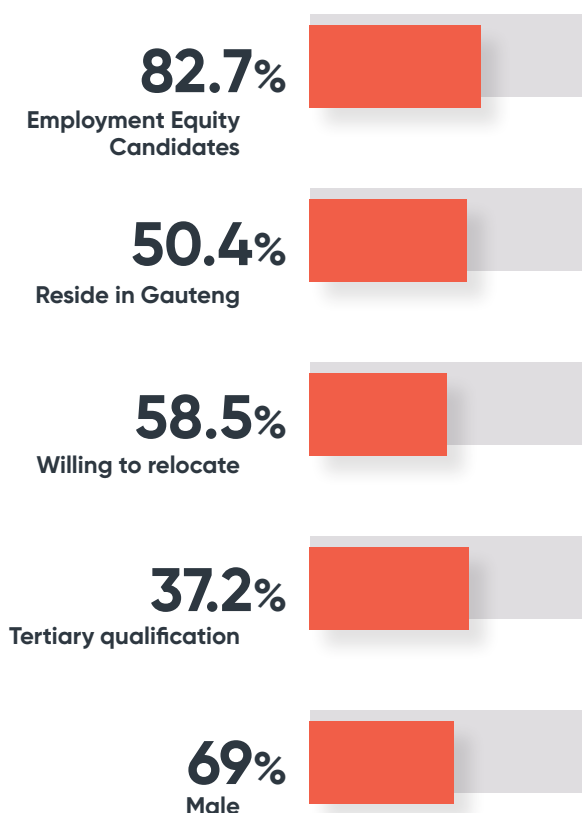 82.7%
Employment Equity
Candidates
50.4%
Reside in Gauteng
58.5%
Willing to relocate
37.2%
Tertiary qualification
69%
Male